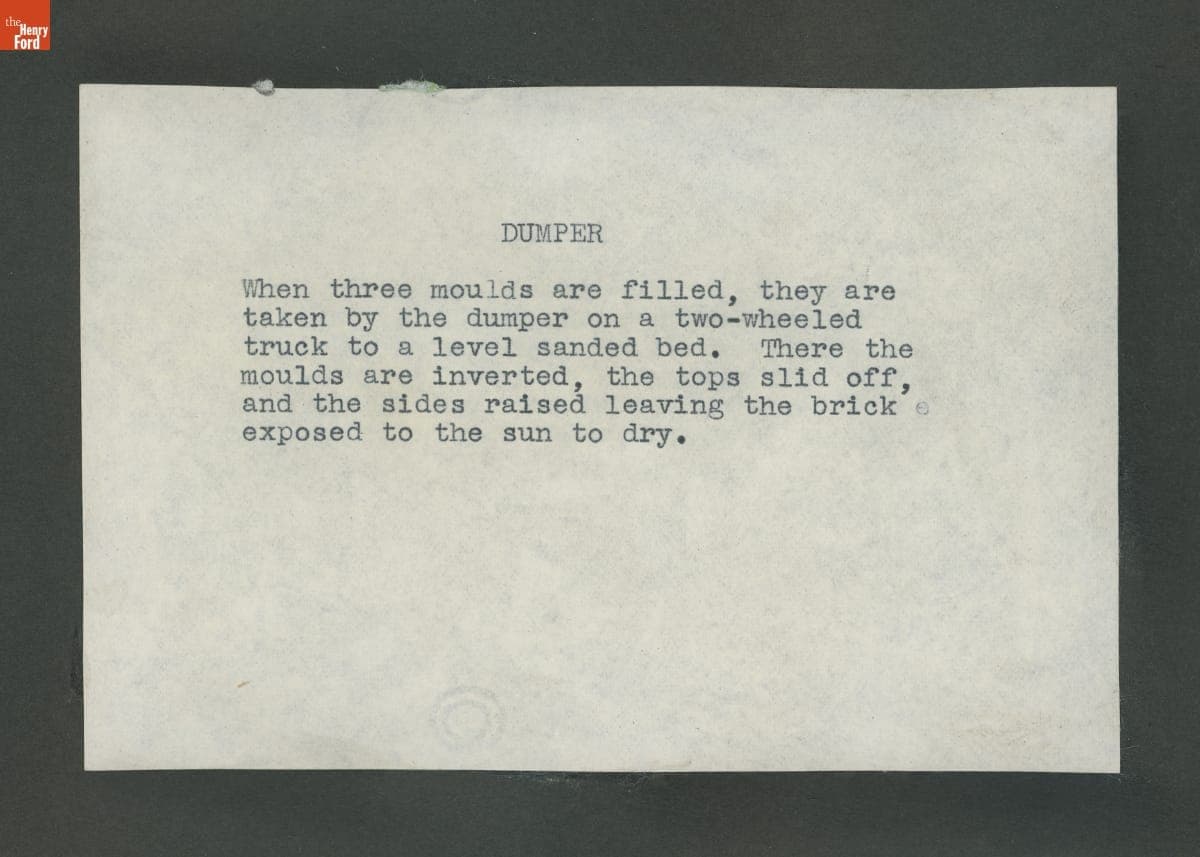 the
Henry
Ford
DUMPER
When three moulds are filled, they are
taken by the dumper on a two-wheeled
truck to a level sanded bed.  There the
moulds are inverted, the tops slid off,
and the sides raised leaving the brick e
exposed to the sun to dry.